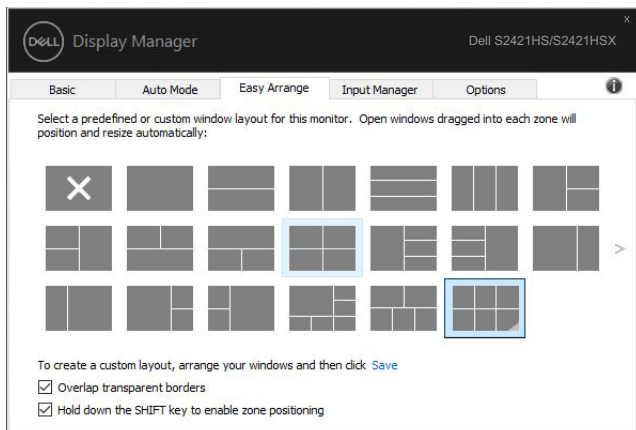 DELL Display Manager Dell S2421HS/S2421HSX
Basic Auto Mode Easy Arrange Input Manager Options
Select a predefined or custom window layout for this monitor. Open windows dragged into each zone will
position and resize automatically:
To create a custom layout, arrange your windows and then click Save
Overlap transparent borders
Hold down the SHIFT key to enable zone positioning